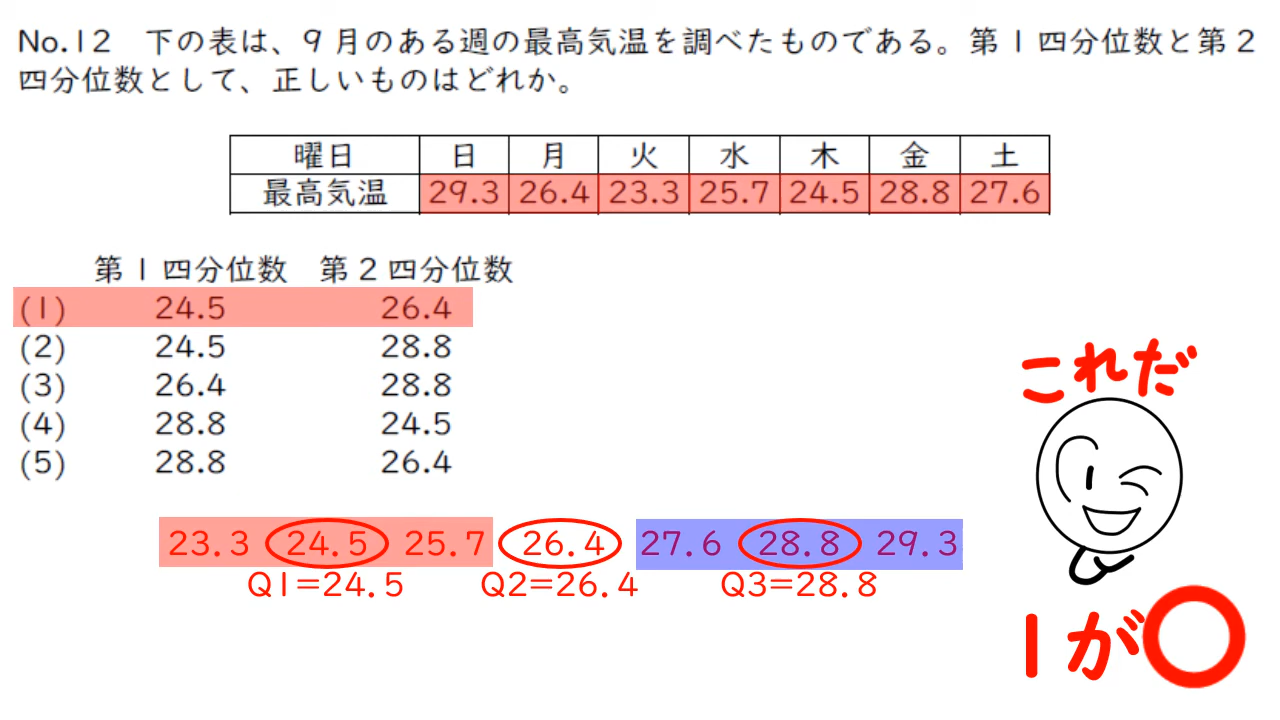 No.12 下の表は、9月のある週の最高気温を調べたものである。第1四分位数と第2
四分位数として、正しいものはどれか。
曜日 日 月 火 水 木 金 土
最高気温 29.3 26.4 23.3 25.7 24.5 28.8 27.6
第1四分位数 第2四分位数
(1) 24.5 26.4
(2) 24.5 28.8
(3) 26.4 28.8
(4) 28.8 24.5
(5) 28.8 26.4
これだ
23.3 24.5 25.7 26.4 27.6 28.8 29.3
Q1=24.5 Q2=26.4 Q3=28.8
1が○